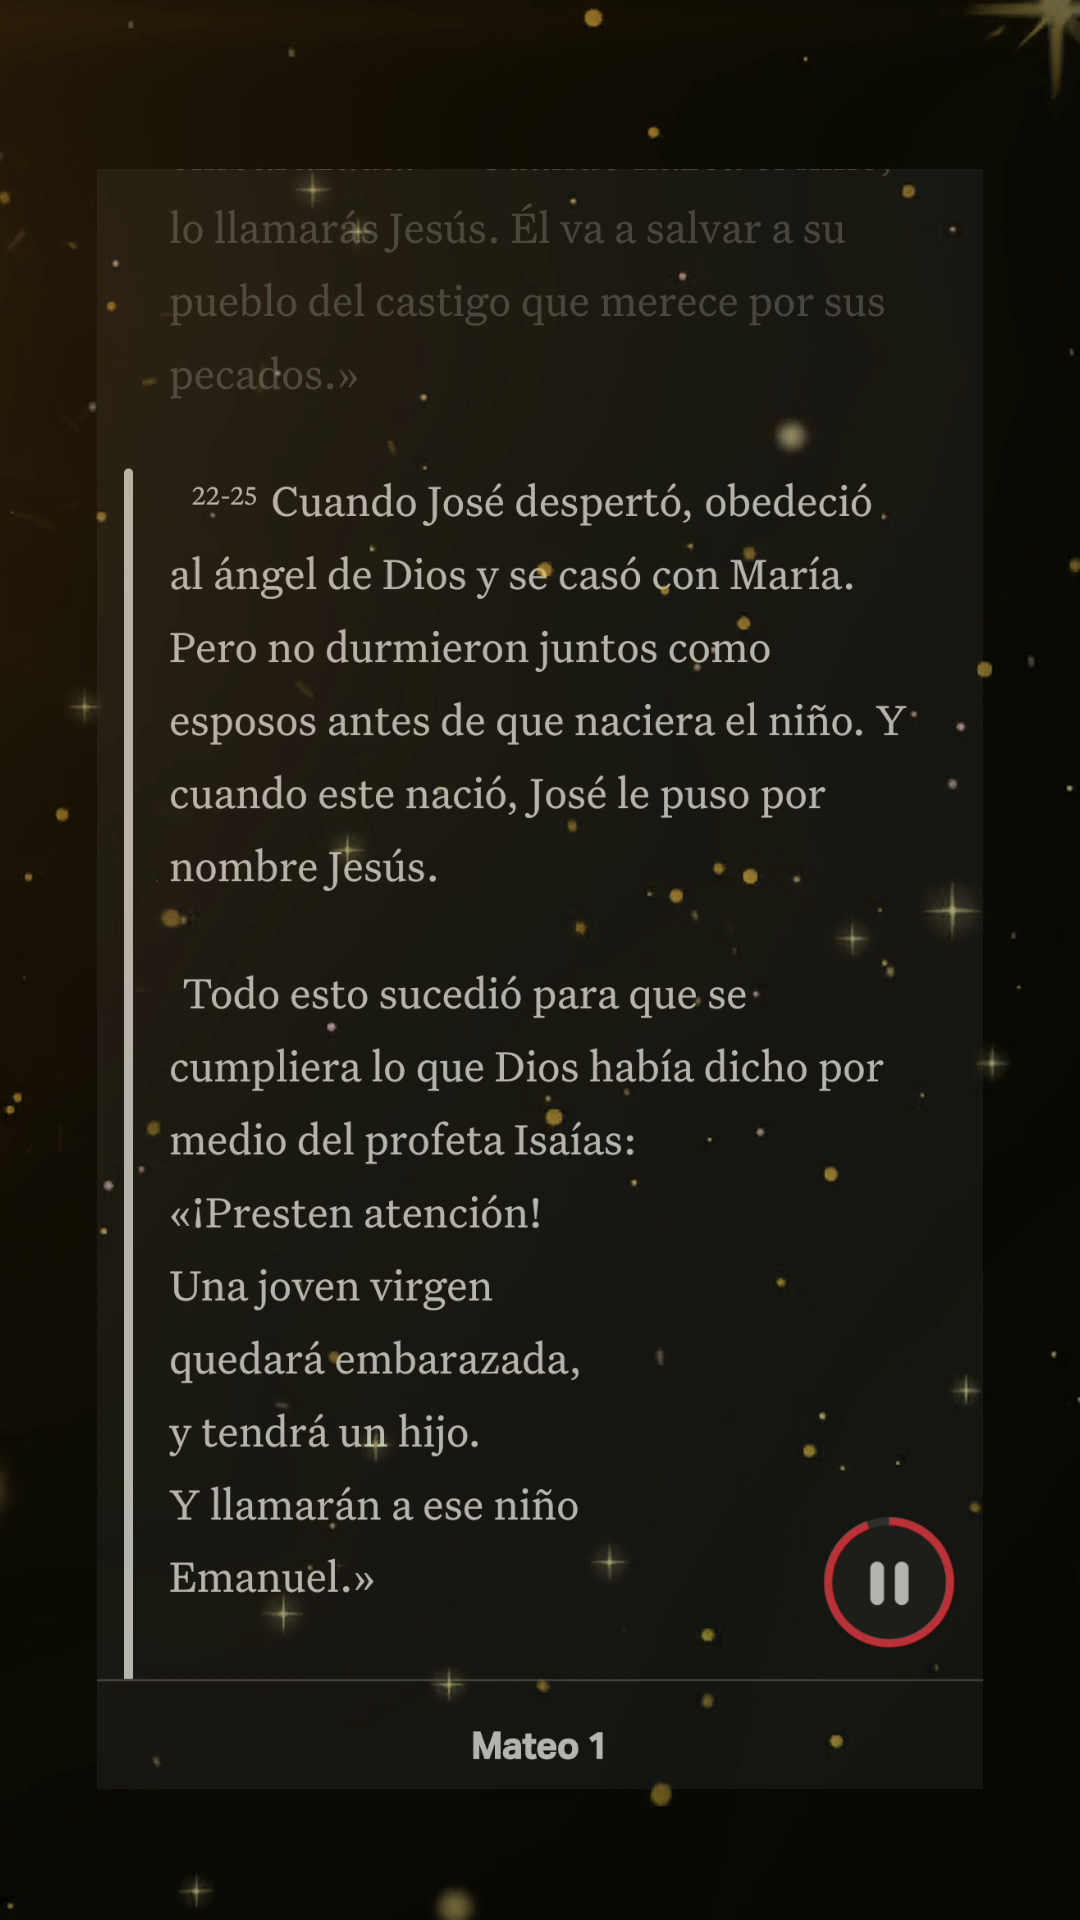 lo llamarás Jesús. Él va a salvar a su
pueblo del castigo que merece por sus
pecados.»
22-25 Cuando José despertó, obedeció
al ángel de Dios y se casó con María.
Pero no durmieron juntos como
esposos antes de que naciera el niño. Y
cuando este nació, José le puso por
nombre Jesús.
Todo esto sucedió para que se
cumpliera lo que Dios había dicho por
medio del profeta Isaías:
«¡Presten atención!
Una joven virgen
quedará embarazada,
y tendrá un hijo.
Y llamarán a ese niño
Emanuel.»
Mateo 1